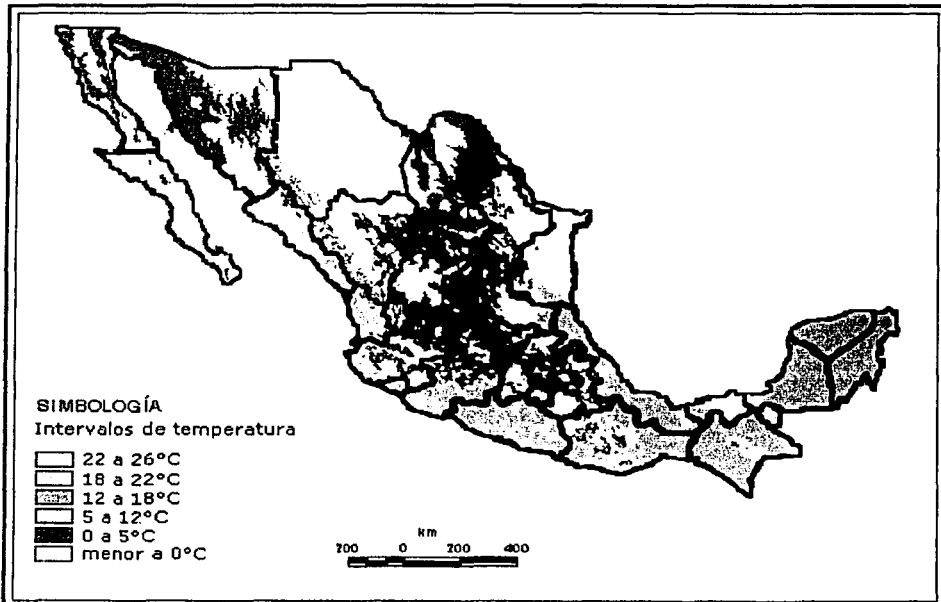 SIMBOLOGÍA
Intervalos de temperatura
22 a 26°C
18 a 22°C
12 a 18°C
5 a 12°C
0 a 5°C
menor a 0°C
km
200 0 200 400